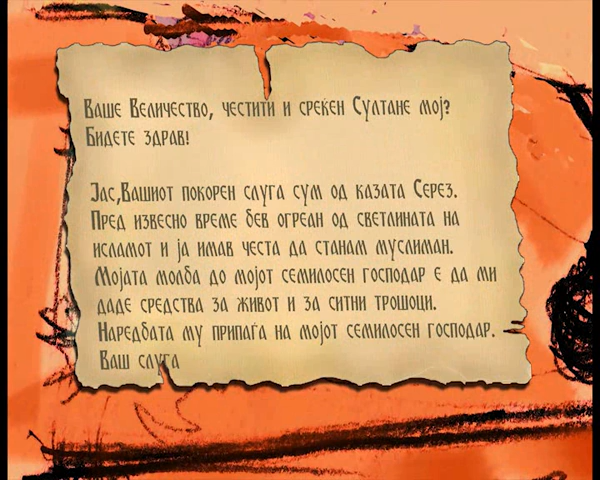 Ваше Величество, честити и среќен Султане мој?
Бидете здрав!
Јас,Вашиот покорен слуга сум од казата Серез.
Пред извесно време бев огреан од светлината на
исламот и ја имав честа да станам муслиман.
Мојата молба до мојот семилосен господар е да ми
даде средства за живот и за ситни трошоци.
Наредбата му припаѓа на мојот семилосен господар.
Ваш слуга